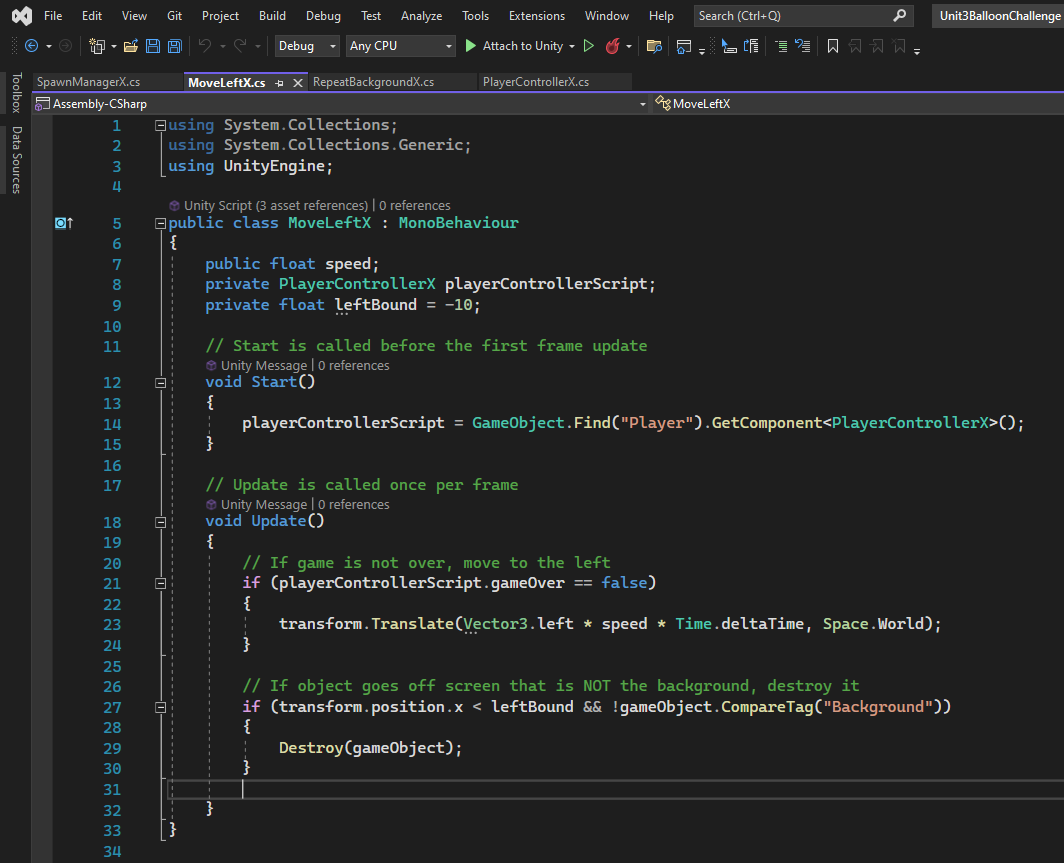 File Edit View Git Project Build Debug Test Analyze Tools Extensions Window Help Search (Ctrl+Q) Unit3BalloonChallenge
Debug Any CPU Attach to Unity
SpawnManagerX.cs MoveLeftX.cs RepeatBackgroundX.cs PlayerControllerX.cs
Toolbox
Data Sources
Assembly-CSharp MoveLeftX
1 using System.Collections;
2 using System.Collections.Generic;
3 using UnityEngine;
4
Unity Script (3 asset references) | 0 references
5 public class MoveLeftX : MonoBehaviour
6 {
7 public float speed;
8 private PlayerControllerX playerControllerScript;
9 private float leftBound = -10;
10
11 // Start is called before the first frame update
Unity Message | 0 references
12 void Start()
13 {
14 playerControllerScript = GameObject.Find("Player").GetComponent<PlayerControllerX>();
15 }
16
17 // Update is called once per frame
Unity Message | 0 references
18 void Update()
19 {
20 // If game is not over, move to the left
21 if (playerControllerScript.gameOver == false)
22 {
23 transform.Translate(Vector3.left * speed * Time.deltaTime, Space.World);
24 }
25
26 // If object goes off screen that is NOT the background, destroy it
27 if (transform.position.x < leftBound && !gameObject.CompareTag("Background"))
28 {
29 Destroy(gameObject);
30 }
31
32 }
33 }
34